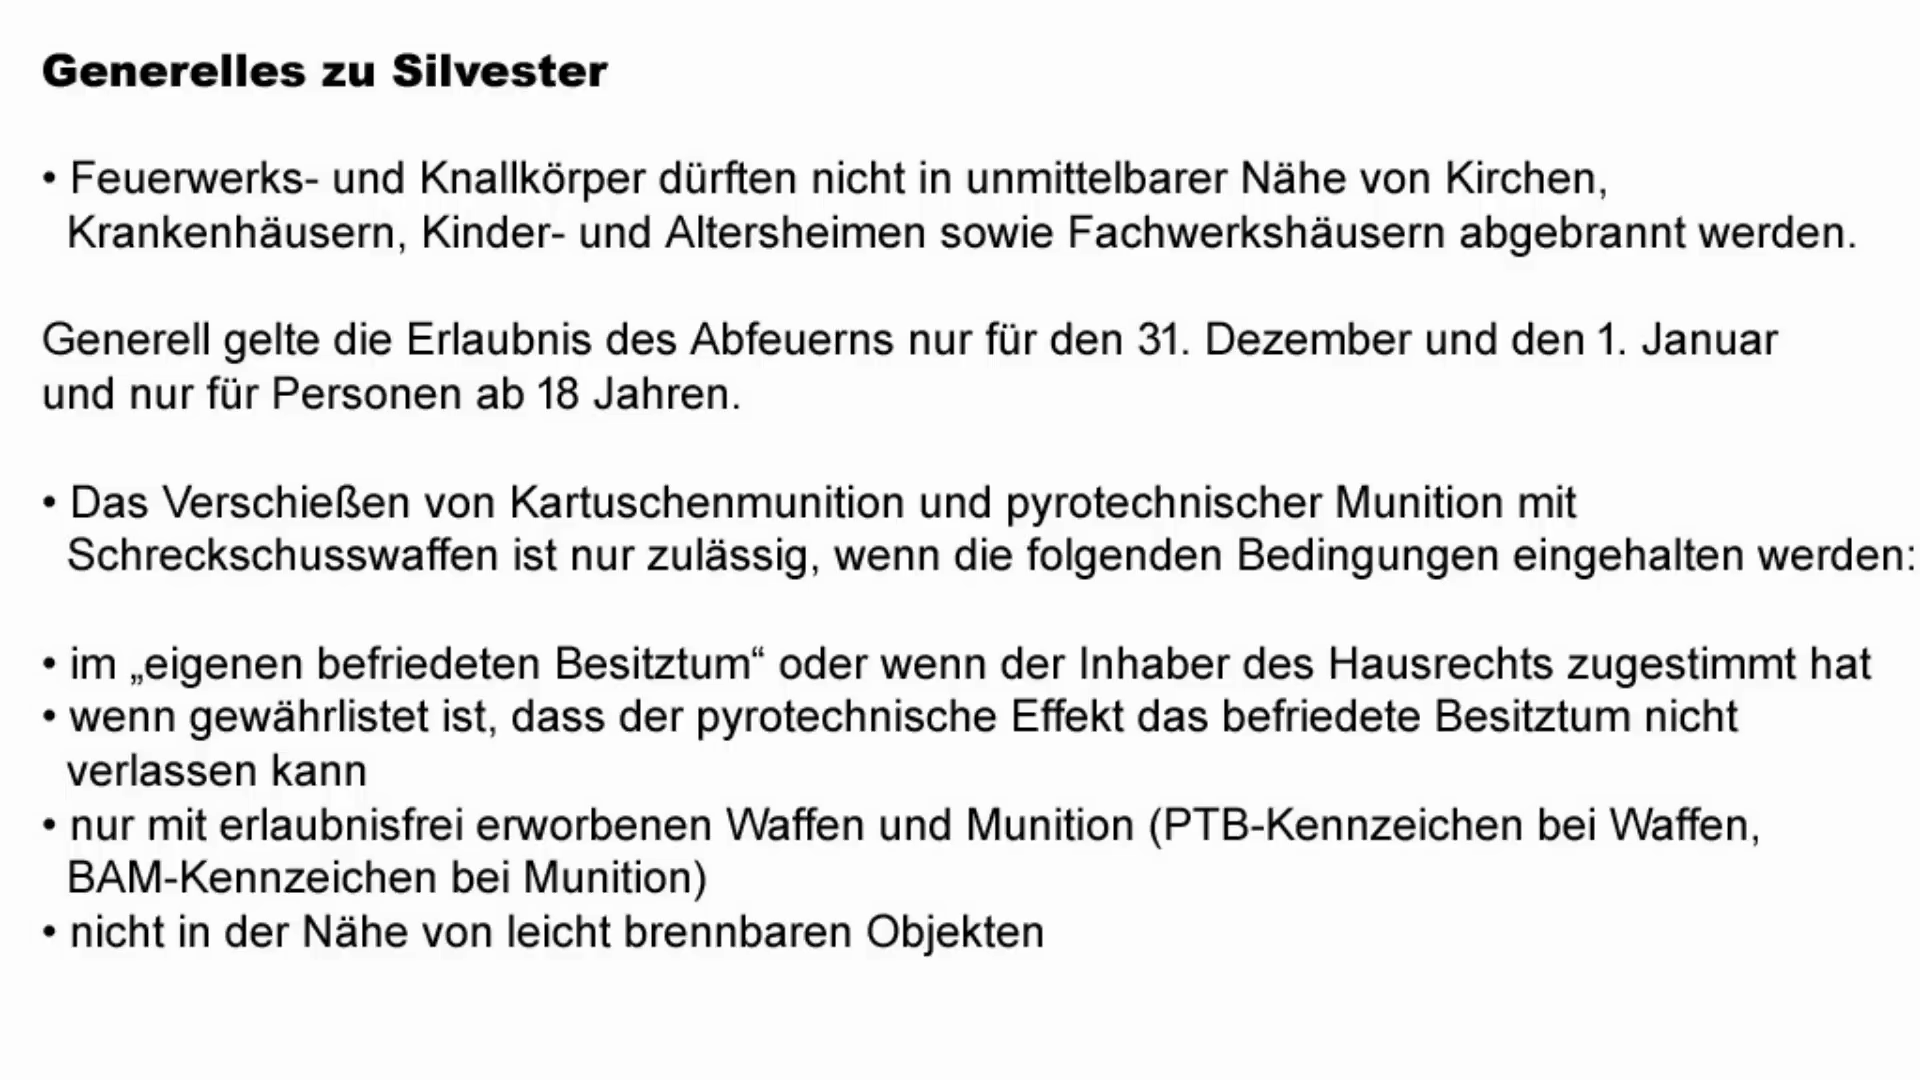 Generelles zu Silvester
• Feuerwerks- und Knallkörper dürften nicht in unmittelbarer Nähe von Kirchen,
Krankenhäusern, Kinder- und Altersheimen sowie Fachwerkshäusern abgebrannt werden.
Generell gelte die Erlaubnis des Abfeuerns nur für den 31. Dezember und den 1. Januar
und nur für Personen ab 18 Jahren.
• Das Verschießen von Kartuschenmunition und pyrotechnischer Munition mit
Schreckschusswaffen ist nur zulässig, wenn die folgenden Bedingungen eingehalten werden:
• im „eigenen befriedeten Besitztum“ oder wenn der Inhaber des Hausrechts zugestimmt hat
• wenn gewährlistet ist, dass der pyrotechnische Effekt das befriedete Besitztum nicht
verlassen kann
• nur mit erlaubnisfrei erworbenen Waffen und Munition (PTB-Kennzeichen bei Waffen,
BAM-Kennzeichen bei Munition)
• nicht in der Nähe von leicht brennbaren Objekten